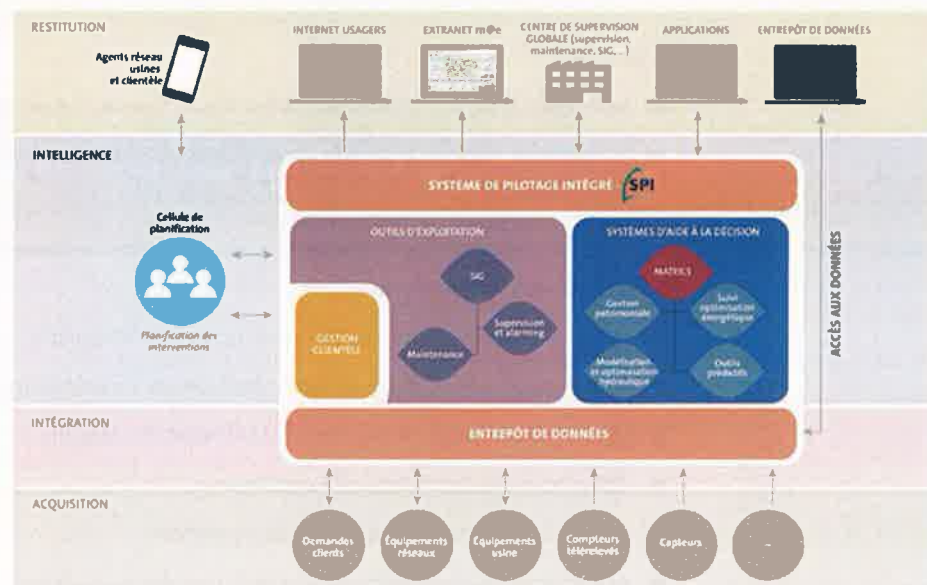 RESTITUTION
Agents réseau
usines
et clientèle
INTERNET USAGERS
EXTRANET m@e
CENTRE DE SUPERVISION
GLOBALE (supervision,
maintenance, SIG, ...)
APPLICATIONS
ENTREPÔT DE DONNÉES
INTELLIGENCE
SYSTÈME DE PILOTAGE INTÉGRÉ
SPI
Cellule de
planification
Planification des
interventions
OUTILS D'EXPLOITATION
SIG
Maintenance
Supervision
et alarming
GESTION
CLIENTÈLE
SYSTÈMES D'AIDE À LA DÉCISION
Gestion
patrimoniale
Suivi
optimisation
énergétique
Modélisation
et optimisation
hydraulique
Outils
prédictifs
ACCÈS AUX DONNÉES
INTÉGRATION
ENTREPÔT DE DONNÉES
ACQUISITION
Demandes
clients
Équipements
réseaux
Équipements
usine
Compteurs
télérelevés
Capteurs
...